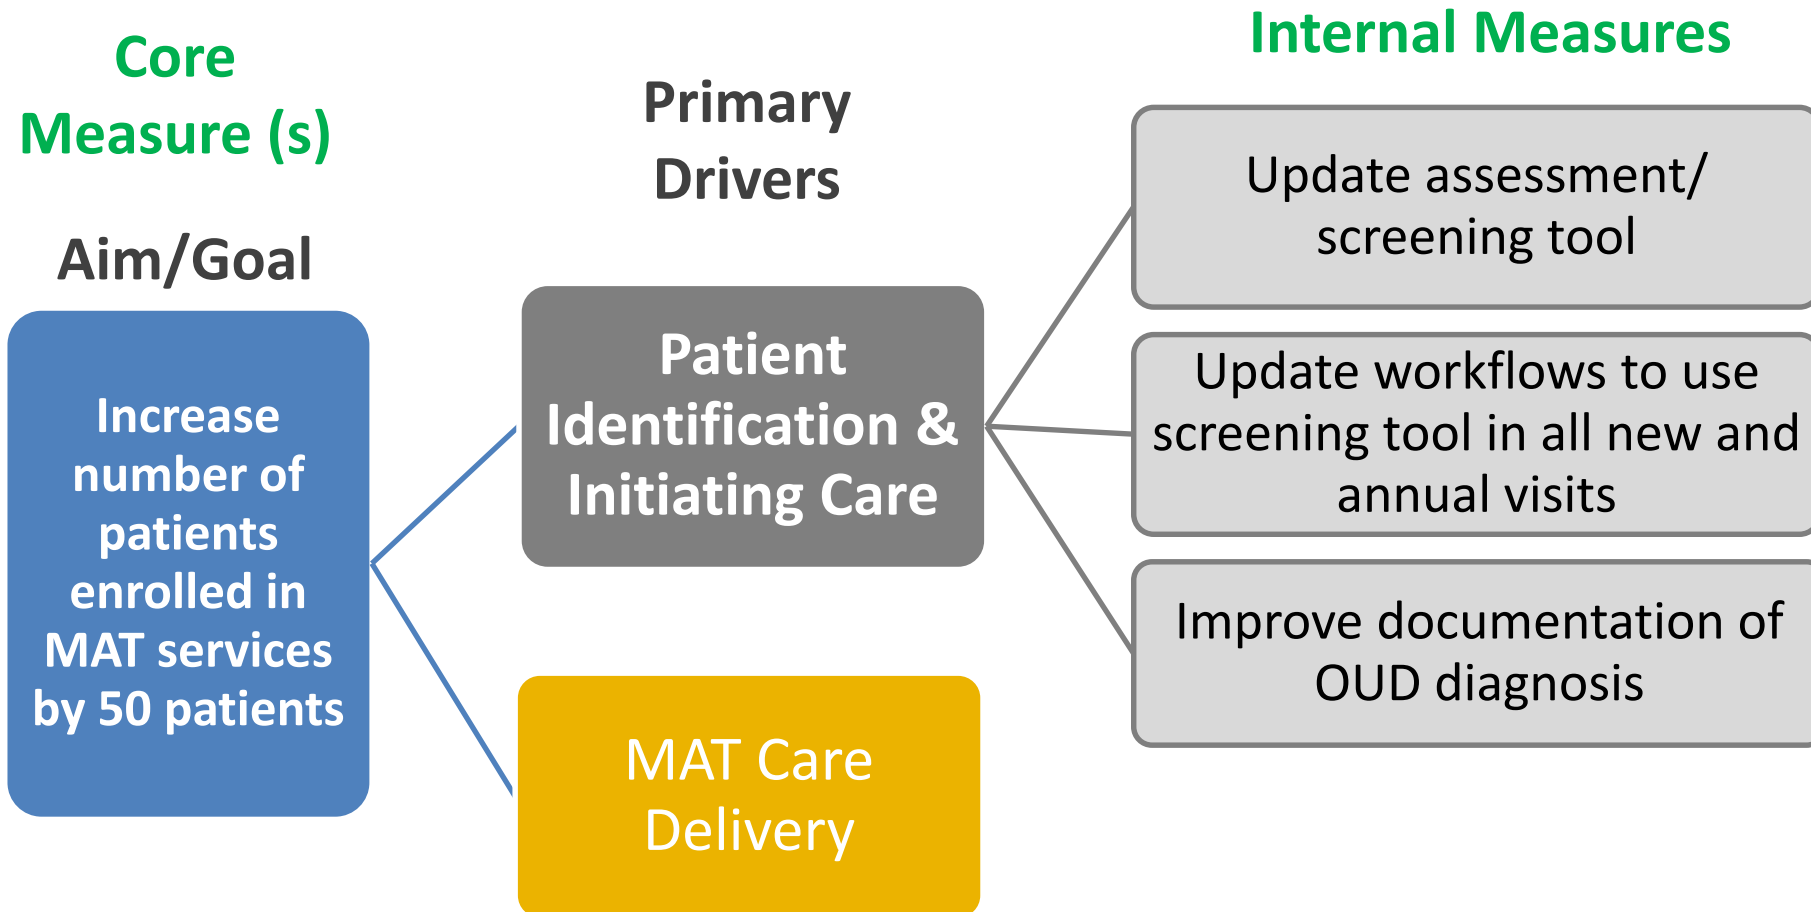 Core
Measure (s)
Aim/Goal
Increase
number of
patients
enrolled in
MAT services
by 50 patients
Primary
Drivers
Patient
Identification &
Initiating Care
MAT Care
Delivery
Internal Measures
Update assessment/
screening tool
Update workflows to use
screening tool in all new and
annual visits
Improve documentation of
OUD diagnosis